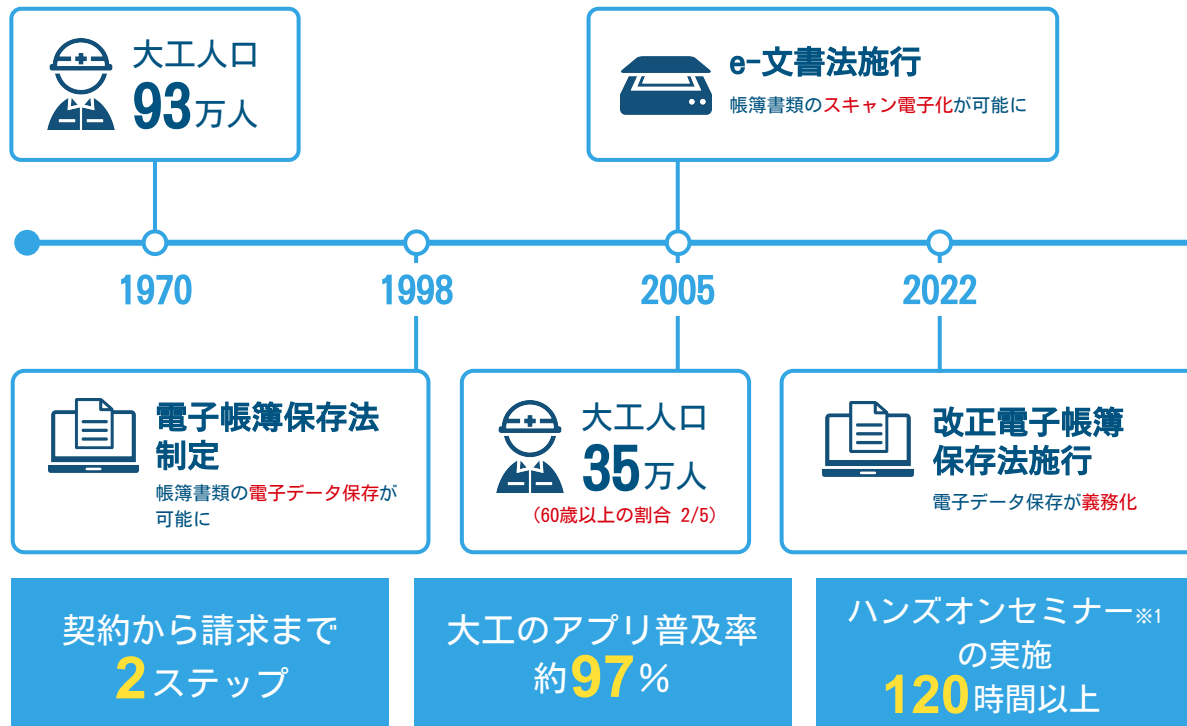 大工人口
93万人
e-文書法施行
帳簿書類のスキャン電子化が可能に
1970
1998
2005
2022
電子帳簿保存法
制定
帳簿書類の電子データ保存が
可能に
大工人口
35万人
(60歳以上の割合 2/5)
改正電子帳簿
保存法施行
電子データ保存が義務化
契約から請求まで
2ステップ
大工のアプリ普及率
約97%
ハンズオンセミナー※1
の実施
120時間以上